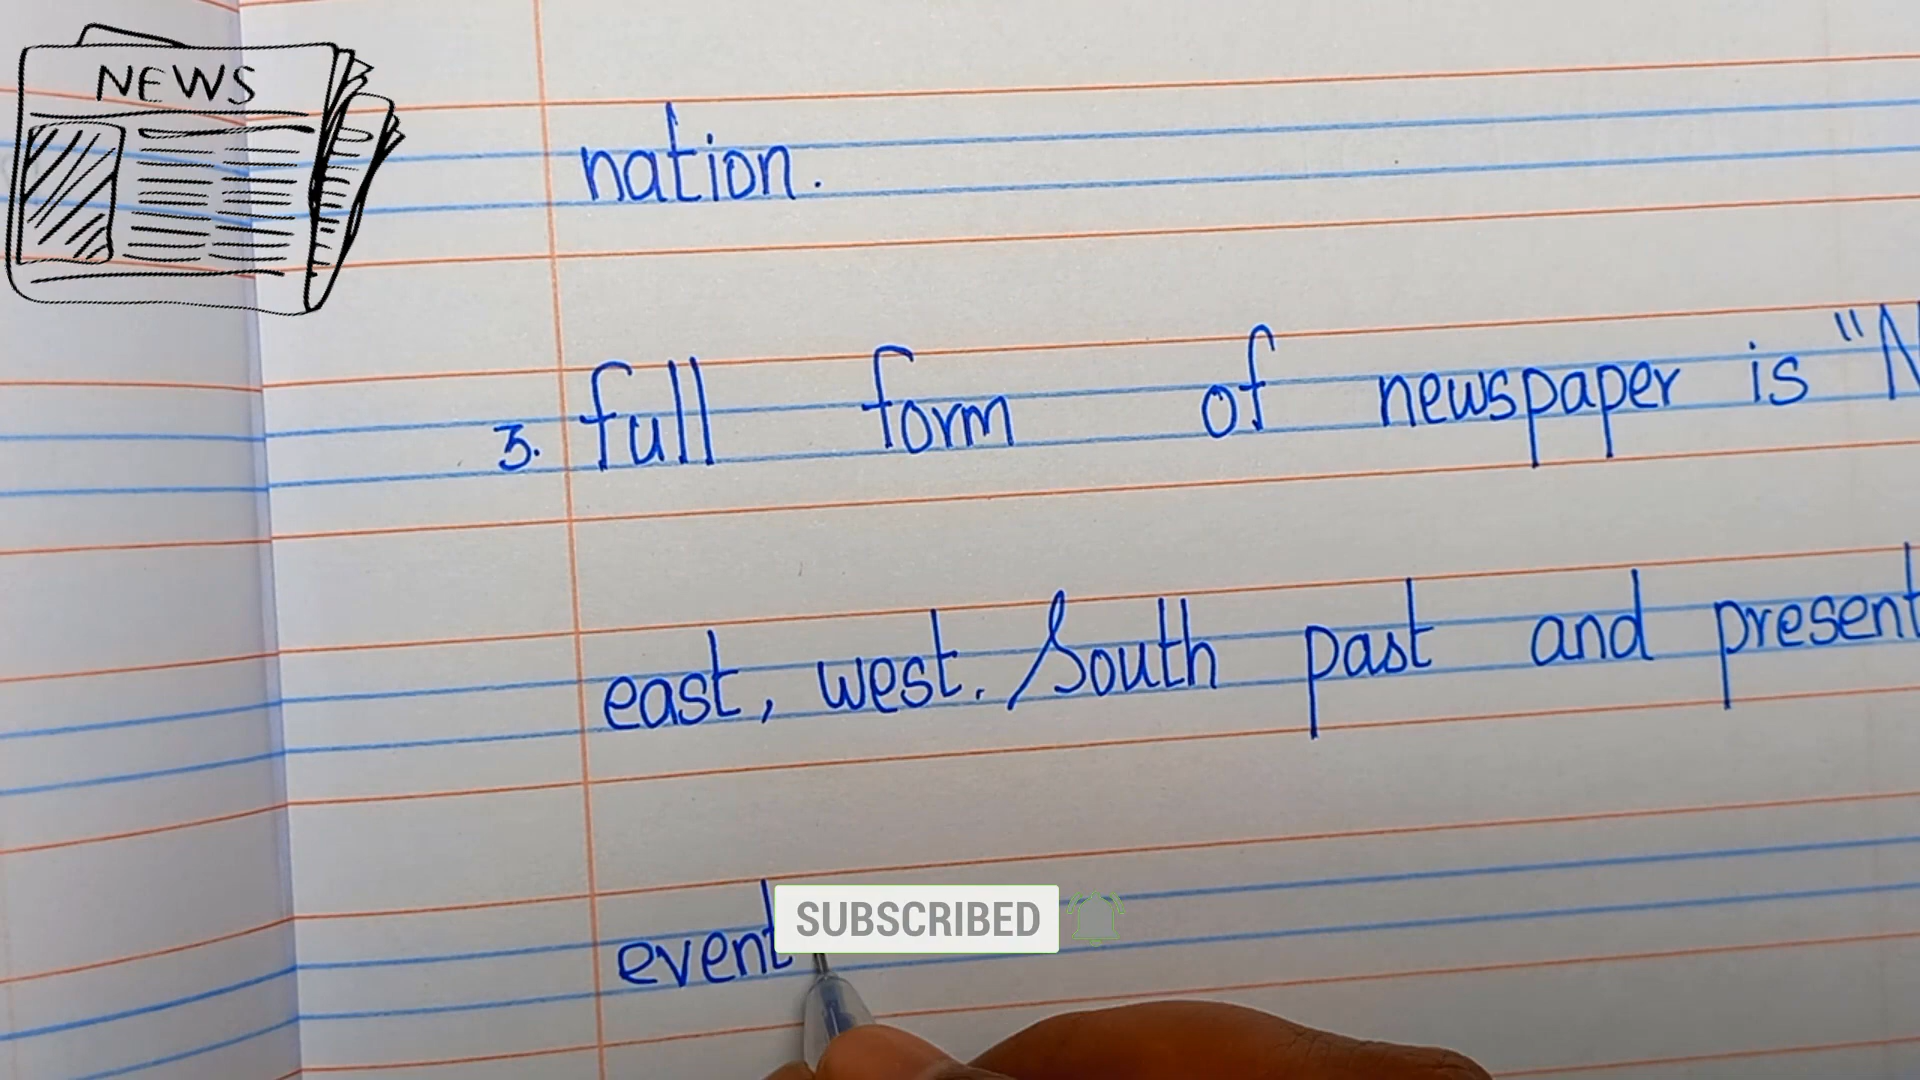 NEWS
nation.
3. full form of newspaper is "N
east, west. South past and present
event
SUBSCRIBED